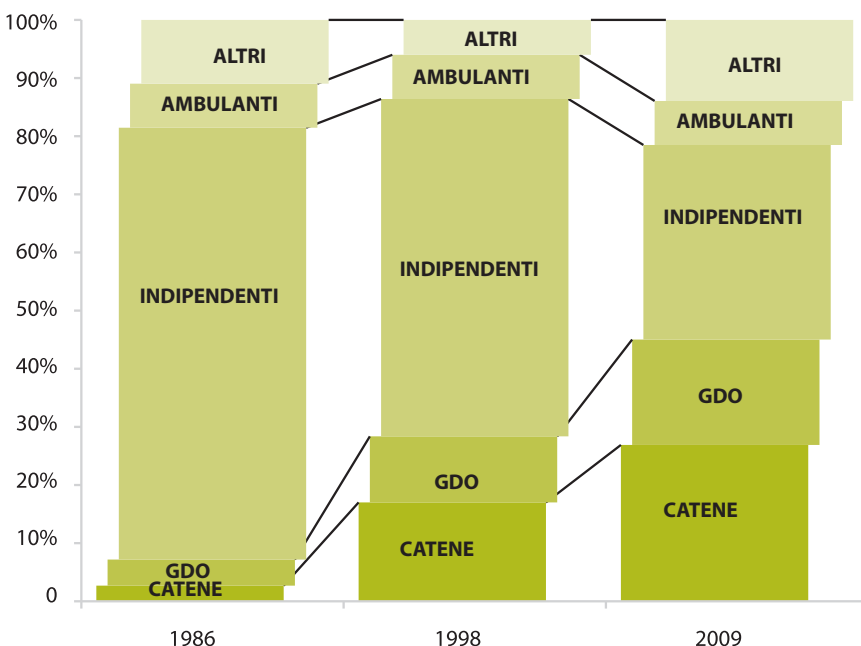 100%
90%
80%
70%
60%
50%
40%
30%
20%
10%
0
ALTRI
AMBULANTI
INDIPENDENTI
GDO
CATENE
ALTRI
AMBULANTI
INDIPENDENTI
GDO
CATENE
ALTRI
AMBULANTI
INDIPENDENTI
GDO
CATENE
1986
1998
2009